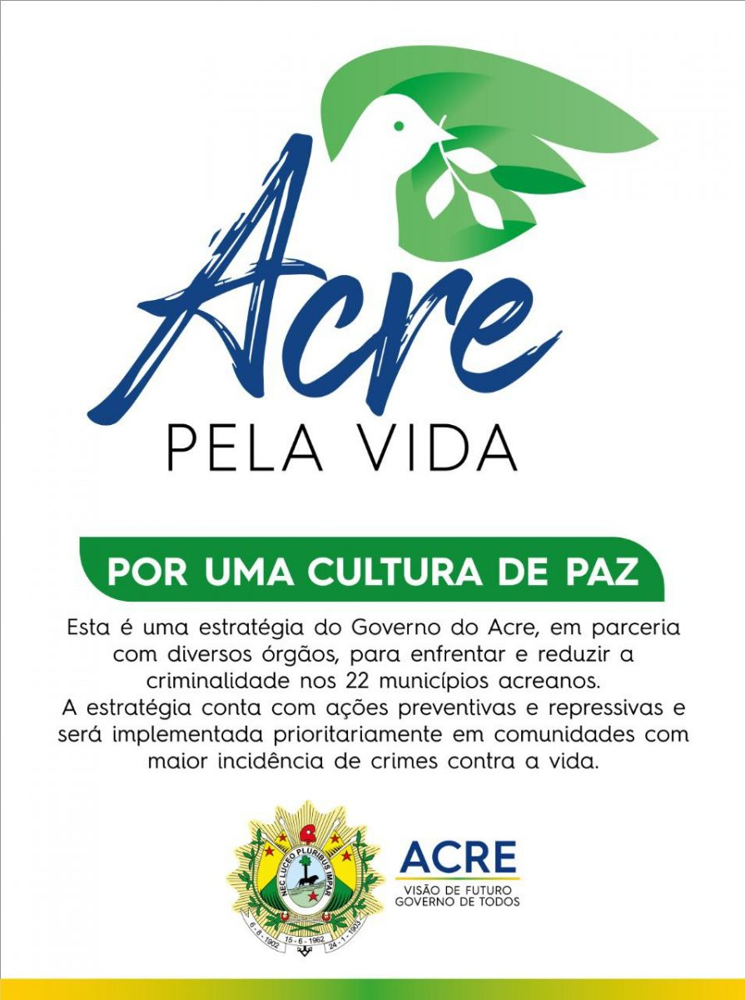 Acre
PELA VIDA
POR UMA CULTURA DE PAZ
Esta é uma estratégia do Governo do Acre, em parceria
com diversos órgãos, para enfrentar e reduzir a
criminalidade nos 22 municípios acreanos.
A estratégia conta com ações preventivas e repressivas e
será implementada prioritariamente em comunidades com
maior incidência de crimes contra a vida.
NEC LUCEO PLURIBUS IMPAR
6 - 8 - 1902
15 - 6 - 1962
24 - 1 - 1903
ACRE
VISÃO DE FUTURO
GOVERNO DE TODOS